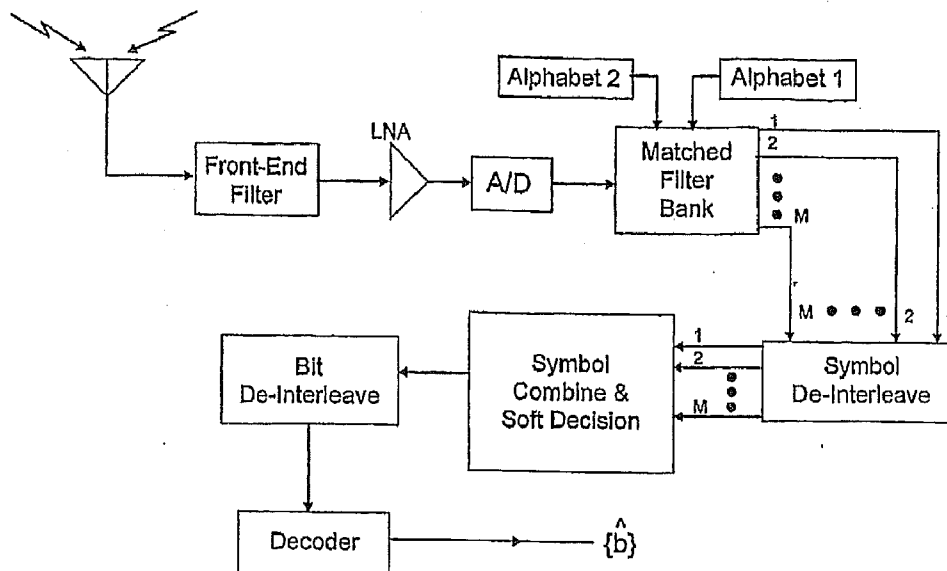 Alphabet 2
Alphabet 1
LNA
Front-End
Filter
A/D
Matched
Filter
Bank
1
2
M
M
2
1
2
M
Symbol
De-Interleave
Symbol
Combine &
Soft Decision
Bit
De-Interleave
Decoder
{b̂}